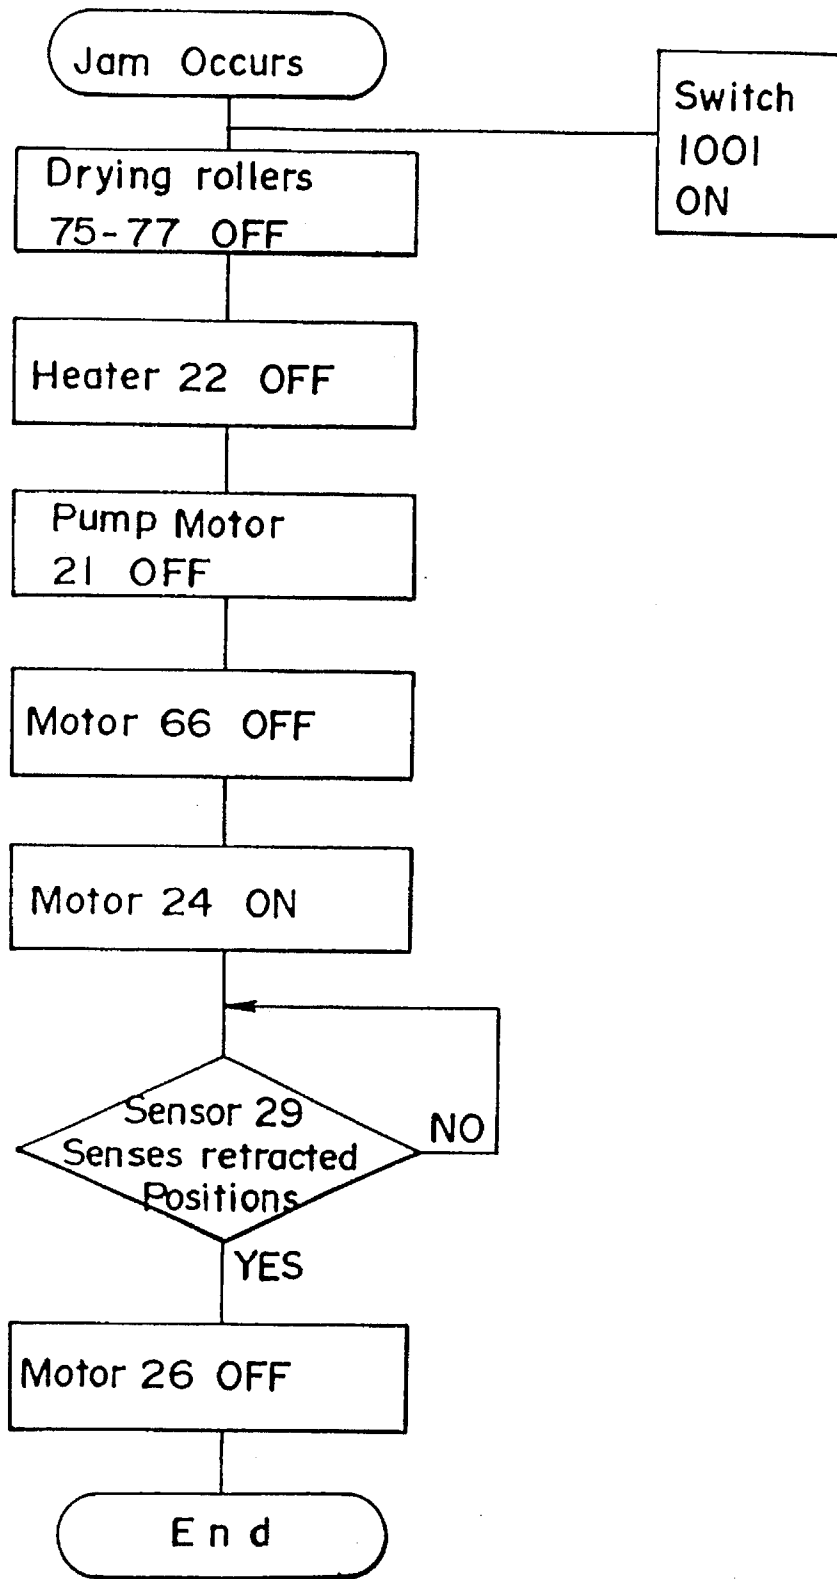 Jam Occurs
Switch
1001
ON
Drying rollers
75-77 OFF
Heater 22 OFF
Pump Motor
21 OFF
Motor 66 OFF
Motor 24 ON
Sensor 29
Senses retracted
Positions
NO
YES
Motor 26 OFF
End